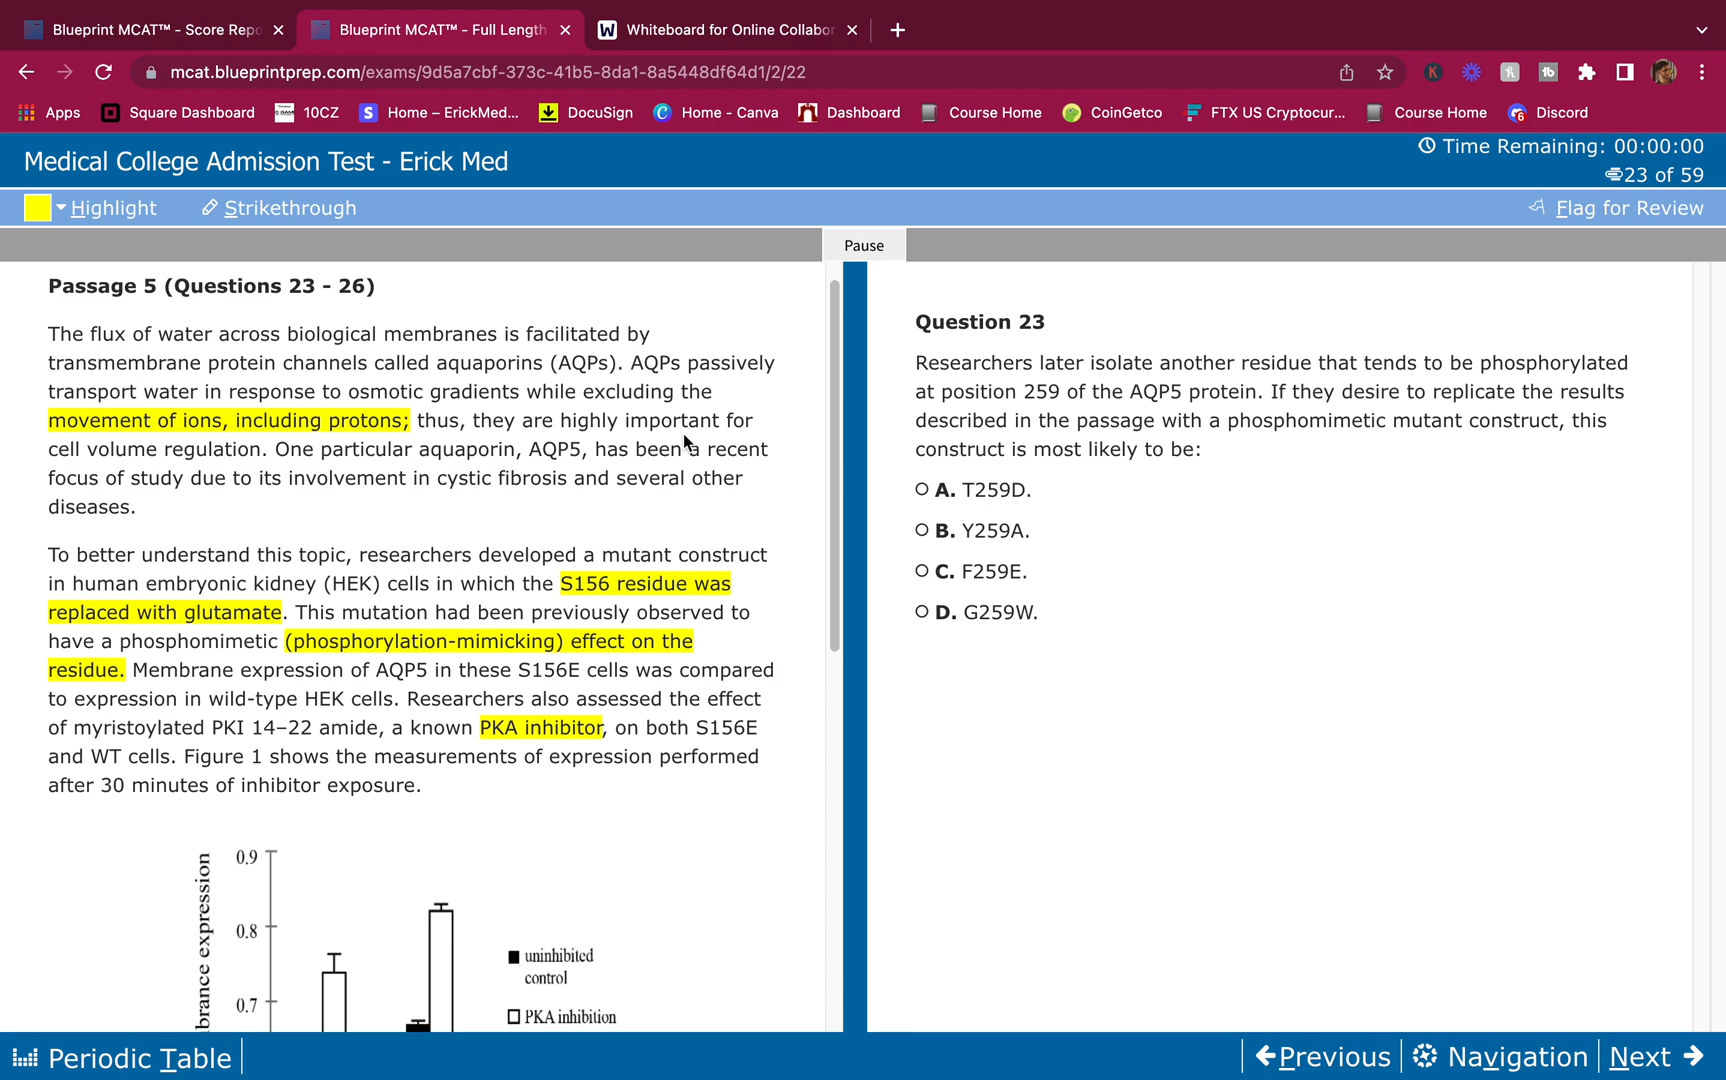 Blueprint MCAT™ - Score Repo
Blueprint MCAT™ - Full Length
Whiteboard for Online Collabor
mcat.blueprintprep.com/exams/9d5a7cbf-373c-41b5-8da1-8a5448df64d1/2/22
Apps
Square Dashboard
10CZ
Home – ErickMed...
DocuSign
Home - Canva
Dashboard
Course Home
CoinGetco
FTX US Cryptocur...
Course Home
Discord
Medical College Admission Test - Erick Med
Time Remaining: 00:00:00
23 of 59
Highlight
Strikethrough
Flag for Review
Pause
Passage 5 (Questions 23 - 26)
The flux of water across biological membranes is facilitated by
transmembrane protein channels called aquaporins (AQPs). AQPs passively
transport water in response to osmotic gradients while excluding the
movement of ions, including protons; thus, they are highly important for
cell volume regulation. One particular aquaporin, AQP5, has been a recent
focus of study due to its involvement in cystic fibrosis and several other
diseases.
To better understand this topic, researchers developed a mutant construct
in human embryonic kidney (HEK) cells in which the S156 residue was
replaced with glutamate. This mutation had been previously observed to
have a phosphomimetic (phosphorylation-mimicking) effect on the
residue. Membrane expression of AQP5 in these S156E cells was compared
to expression in wild-type HEK cells. Researchers also assessed the effect
of myristoylated PKI 14–22 amide, a known PKA inhibitor, on both S156E
and WT cells. Figure 1 shows the measurements of expression performed
after 30 minutes of inhibitor exposure.
brance expression
0.9
0.8
0.7
uninhibited
control
PKA inhibition
Question 23
Researchers later isolate another residue that tends to be phosphorylated
at position 259 of the AQP5 protein. If they desire to replicate the results
described in the passage with a phosphomimetic mutant construct, this
construct is most likely to be:
A. T259D.
B. Y259A.
C. F259E.
D. G259W.
Periodic Table
Previous
Navigation
Next